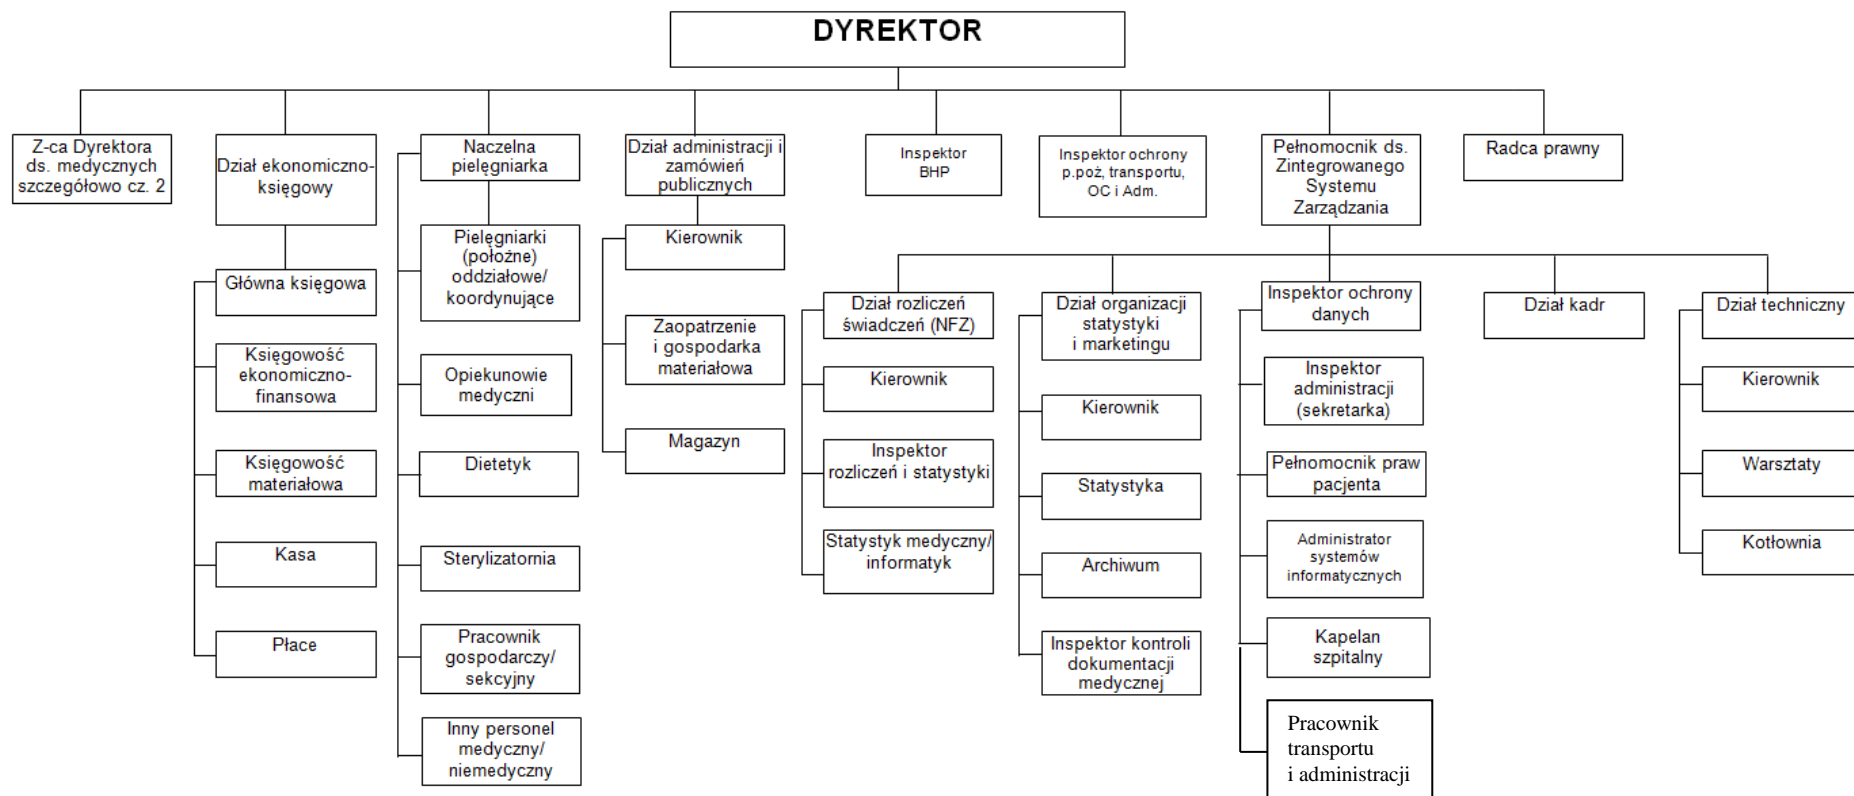 DYREKTOR
Z-ca Dyrektora
ds. medycznych
szczegółowo cz. 2
Dział ekonomiczno-
księgowy
Naczelna
pielęgniarka
Dział administracji i
zamówień
publicznych
Inspektor
BHP
Inspektor ochrony
p.poż, transportu,
OC i Adm.
Pełnomocnik ds.
Zintegrowanego
Systemu
Zarządzania
Radca prawny
Główna księgowa
Księgowość
ekonomiczno-
finansowa
Księgowość
materiałowa
Kasa
Płace
Pielęgniarki
(położne)
oddziałowe/
koordynujące
Opiekunowie
medyczni
Dietetyk
Sterylizatornia
Pracownik
gospodarczy/
sekcyjny
Inny personel
medyczny/
niemedyczny
Kierownik
Zaopatrzenie
i gospodarka
materiałowa
Magazyn
Dział rozliczeń
świadczeń (NFZ)
Kierownik
Inspektor
rozliczeń i statystyki
Statystyk medyczny/
informatyk
Dział organizacji
statystyki
i marketingu
Kierownik
Statystyka
Archiwum
Inspektor kontroli
dokumentacji
medycznej
Inspektor ochrony
danych
Inspektor
administracji
(sekretarka)
Pełnomocnik praw
pacjenta
Administrator
systemów
informatycznych
Kapelan
szpitalny
Pracownik
transportu
i administracji
Dział kadr
Dział techniczny
Kierownik
Warsztaty
Kotłownia